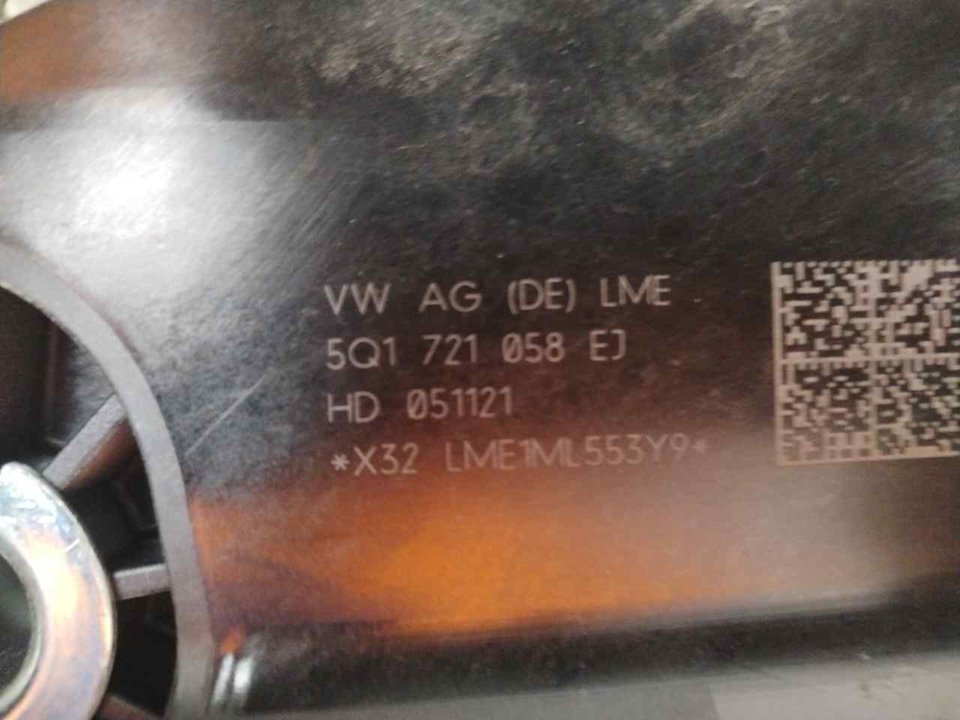 VW AG (DE) LME
5Q1 721 058 EJ
HD 051121
*X32 LME1ML553Y9*